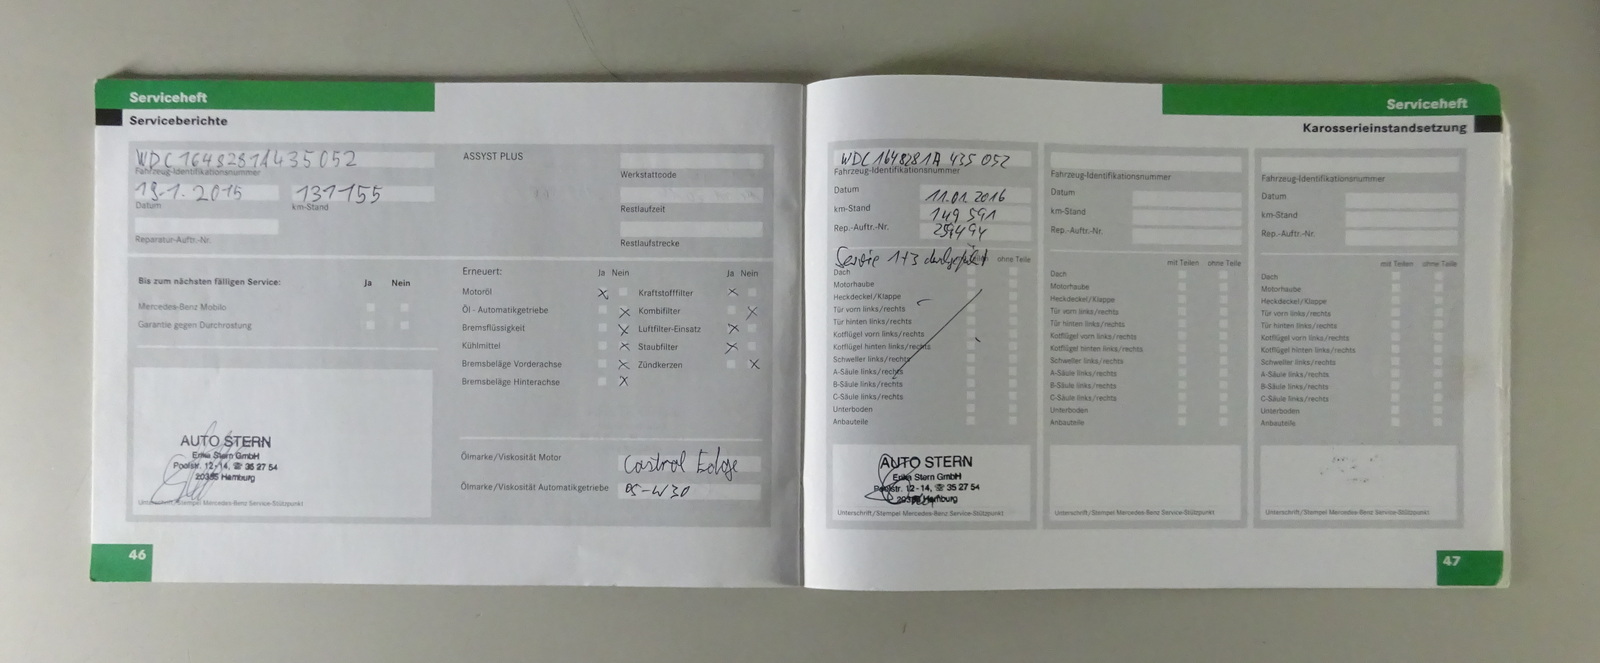 Serviceheft
Serviceberichte
WDC1648281A435052
Fahrzeug-Identifikationsnummer
19.1.2015 131155
Datum km-Stand
Reparatur-Auftr.-Nr.
ASSYST PLUS
Werkstattcode
Restlaufzeit
Restlaufstrecke
Bis zum nächsten fälligen Service: Ja Nein
Mercedes-Benz Mobilo
Garantie gegen Durchrostung
Erneuert: Ja Nein Ja Nein
Motoröl X Kraftstofffilter X
Öl - Automatikgetriebe X Kombifilter X
Bremsflüssigkeit X Luftfilter-Einsatz X
Kühlmittel X Staubfilter X
Bremsbeläge Vorderachse X Zündkerzen X
Bremsbeläge Hinterachse X
AUTO STERN
Erika Stern GmbH
Poolstr. 12-14, ☎ 35 27 54
20355 Hamburg
Unterschrift/Stempel Mercedes-Benz Service-Stützpunkt
Ölmarke/Viskosität Motor Castrol Edge
Ölmarke/Viskosität Automatikgetriebe 05-W30
46
Serviceheft
Karosserieinstandsetzung
WDC1648281A 435 052
Fahrzeug-Identifikationsnummer
Datum 11.01.2016
km-Stand 149 591
Rep.-Auftr.-Nr.
Service 1+3 durchgeführt
ohne Teile
Dach
Motorhaube
Heckdeckel/Klappe
Tür vorn links/rechts
Tür hinten links/rechts
Kotflügel vorn links/rechts
Kotflügel hinten links/rechts
Schweller links/rechts
A-Säule links/rechts
B-Säule links/rechts
C-Säule links/rechts
Unterboden
Anbauteile
AUTO STERN
Erika Stern GmbH
Poolstr. 12-14, ☎ 35 27 54
20355 Hamburg
Unterschrift/Stempel Mercedes-Benz Service-Stützpunkt
Fahrzeug-Identifikationsnummer
Datum
km-Stand
Rep.-Auftr.-Nr.
mit Teilen ohne Teile
Dach
Motorhaube
Heckdeckel/Klappe
Tür vorn links/rechts
Tür hinten links/rechts
Kotflügel vorn links/rechts
Kotflügel hinten links/rechts
Schweller links/rechts
A-Säule links/rechts
B-Säule links/rechts
C-Säule links/rechts
Unterboden
Anbauteile
Unterschrift/Stempel Mercedes-Benz Service-Stützpunkt
Fahrzeug-Identifikationsnummer
Datum
km-Stand
Rep.-Auftr.-Nr.
mit Teilen ohne Teile
Dach
Motorhaube
Heckdeckel/Klappe
Tür vorn links/rechts
Tür hinten links/rechts
Kotflügel vorn links/rechts
Kotflügel hinten links/rechts
Schweller links/rechts
A-Säule links/rechts
B-Säule links/rechts
C-Säule links/rechts
Unterboden
Anbauteile
Unterschrift/Stempel Mercedes-Benz Service-Stützpunkt
47